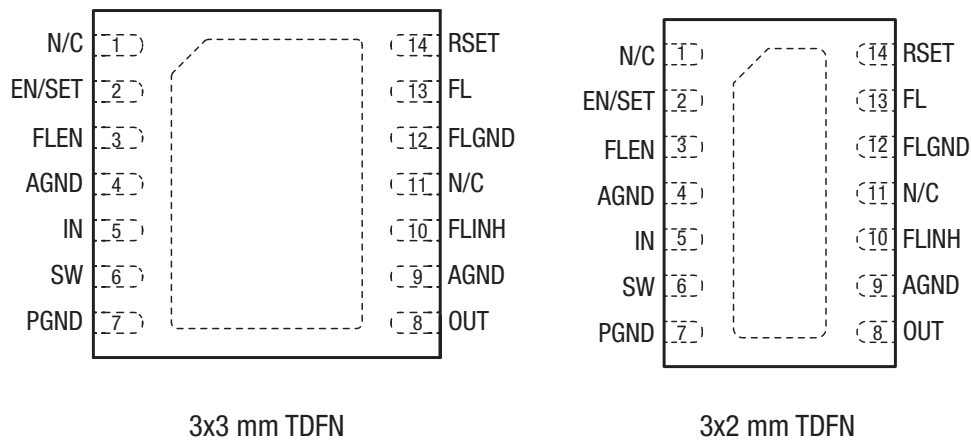 N/C 1 14 RSET
EN/SET 2 13 FL
FLEN 3 12 FLGND
AGND 4 11 N/C
IN 5 10 FLINH
SW 6 9 AGND
PGND 7 8 OUT
3x3 mm TDFN
N/C 1 14 RSET
EN/SET 2 13 FL
FLEN 3 12 FLGND
AGND 4 11 N/C
IN 5 10 FLINH
SW 6 9 AGND
PGND 7 8 OUT
3x2 mm TDFN